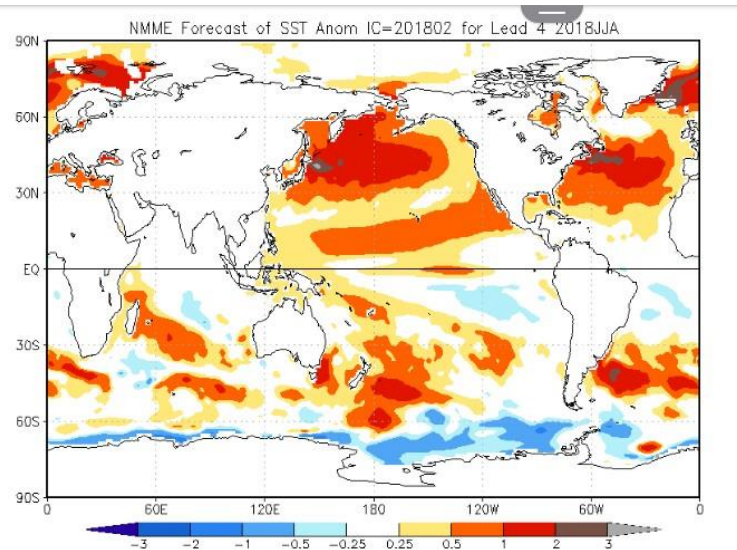 NMME Forecast of SST Anom IC=201802 for Lead 4 2018JJA
90N
60N
30N
EQ
30S
60S
90S
0 60E 120E 180 120W 60W 0
-3 -2 -1 -0.5 -0.25 0.25 0.5 1 2 3